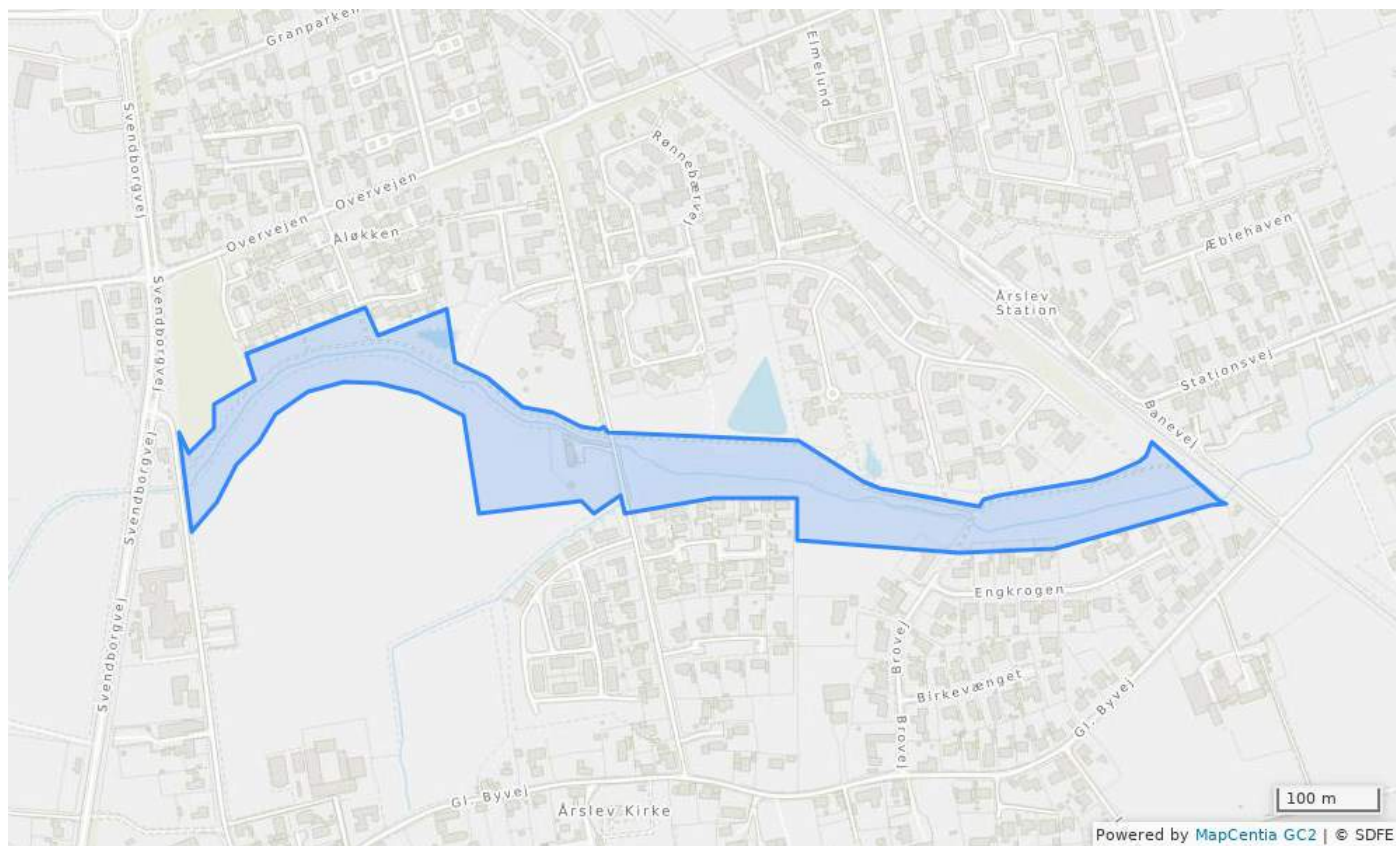 Granparken
Elmelund
Svendborgvej
Rønnebærvej
Overvejen
Overvejen
Åløkken
Æblehaven
Svendborgvej
Årslev
Station
Stationsvej
Banevej
Svendborgvej
Engkrogen
Svendborgvej
Brovej
Birkevænget
Brovej
Gl. Byvej
Gl. Byvej
Årslev Kirke
100 m
Powered by MapCentia GC2 | © SDFE